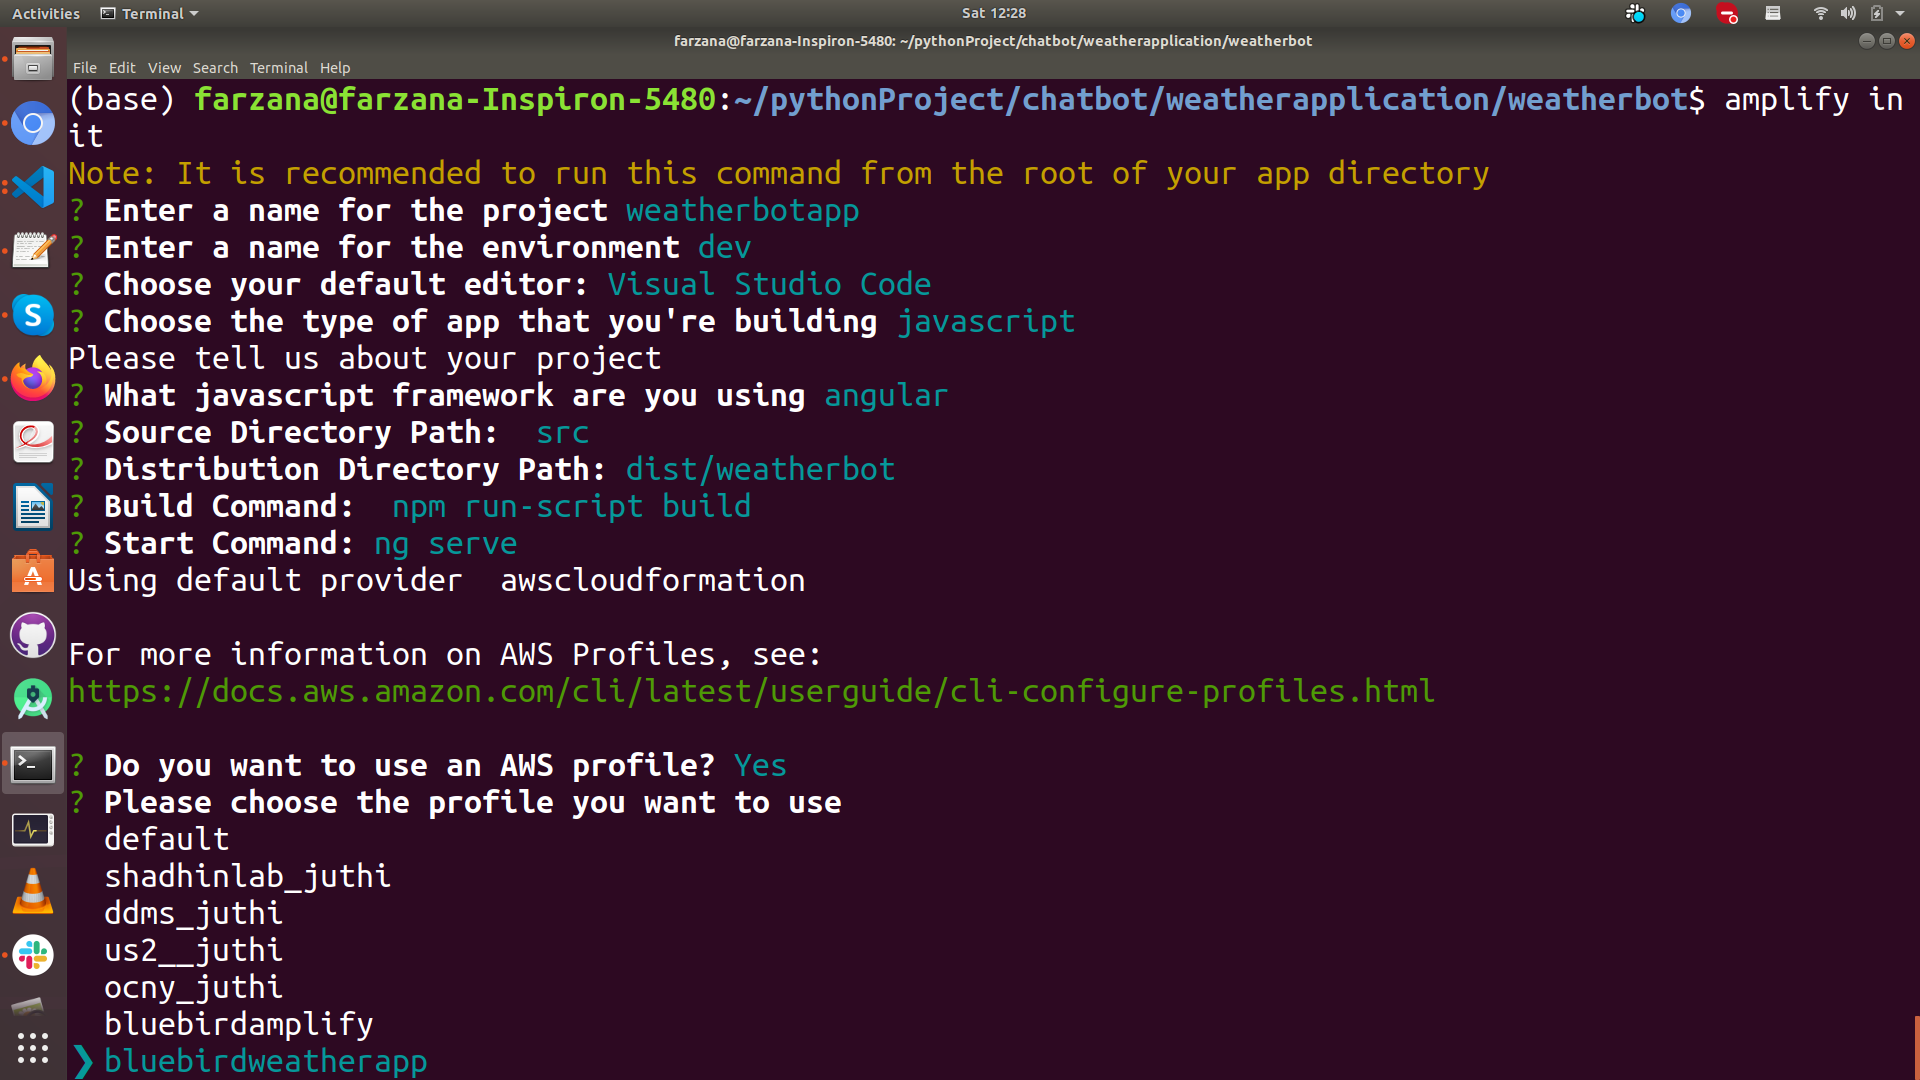 Activities Terminal Sat 12:28
farzana@farzana-Inspiron-5480: ~/pythonProject/chatbot/weatherapplication/weatherbot
File Edit View Search Terminal Help
(base) farzana@farzana-Inspiron-5480:~/pythonProject/chatbot/weatherapplication/weatherbot$ amplify in
it
Note: It is recommended to run this command from the root of your app directory
? Enter a name for the project weatherbotapp
? Enter a name for the environment dev
? Choose your default editor: Visual Studio Code
? Choose the type of app that you're building javascript
Please tell us about your project
? What javascript framework are you using angular
? Source Directory Path:  src
? Distribution Directory Path: dist/weatherbot
? Build Command:  npm run-script build
? Start Command: ng serve
Using default provider  awscloudformation
For more information on AWS Profiles, see:
https://docs.aws.amazon.com/cli/latest/userguide/cli-configure-profiles.html
? Do you want to use an AWS profile? Yes
? Please choose the profile you want to use
default
shadhinlab_juthi
ddms_juthi
us2__juthi
ocny_juthi
bluebirdamplify
❯ bluebirdweatherapp